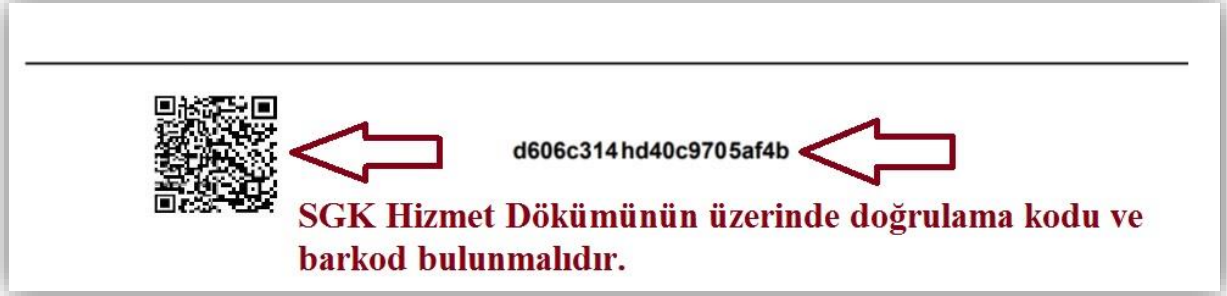 d606c314hd40c9705af4b
SGK Hizmet Dökümünün üzerinde doğrulama kodu ve
barkod bulunmalıdır.